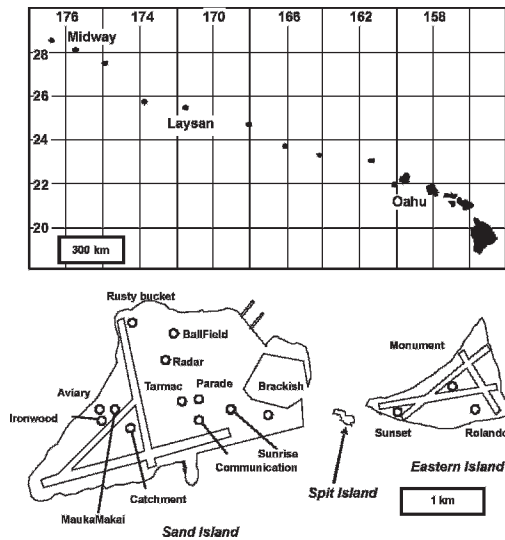 176 174 170 166 162 158
Midway
28
26
Laysan
24
22
Oahu
20
300 km
Rusty bucket
BallField
Monument
Radar
Tarmac Parade
Brackish
Aviary
Ironwood
Sunset
Rolando
Sunrise
Communication
Eastern Island
Catchment
Spit Island
1 km
MaukaMakai
Sand Island